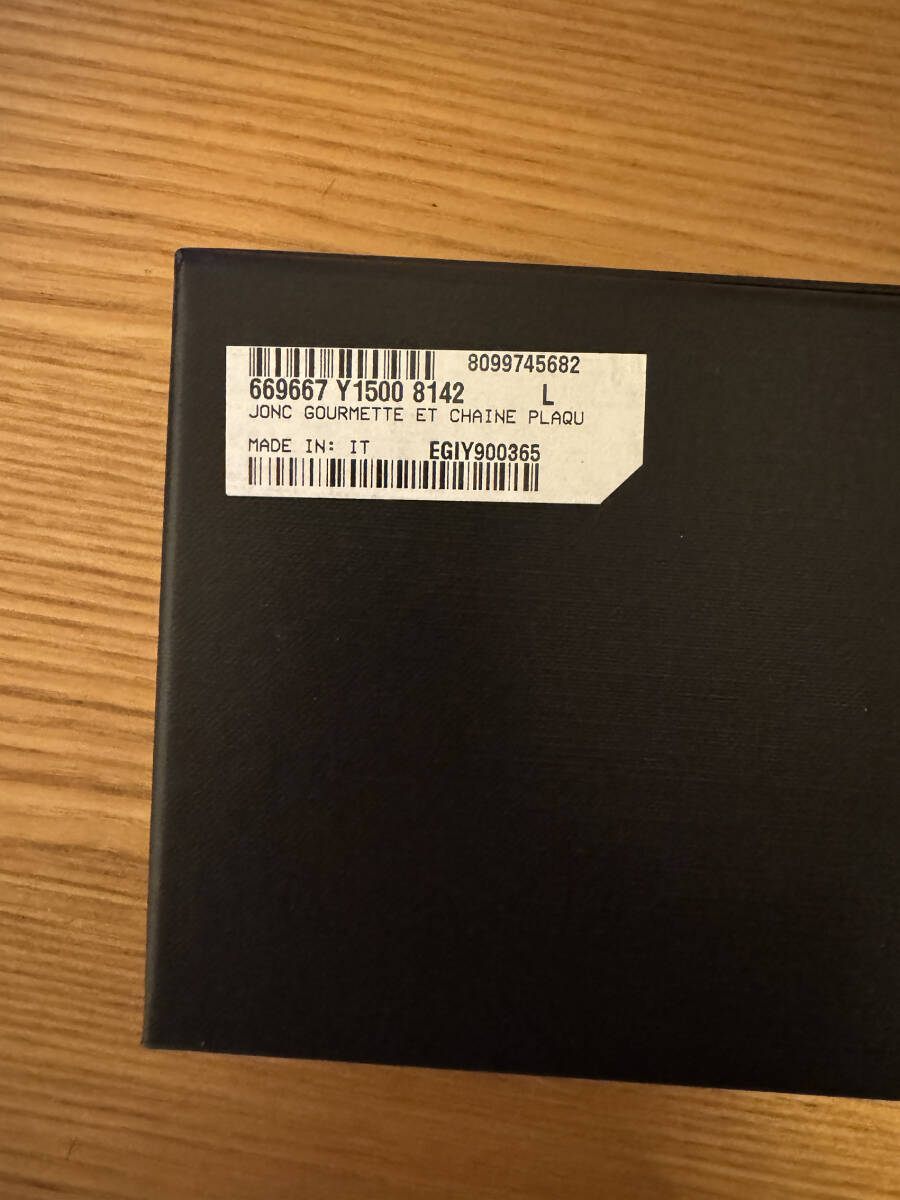 8099745682
669667 Y1500 8142 L
JONC GOURMETTE ET CHAINE PLAQU
MADE IN: IT EGIY900365